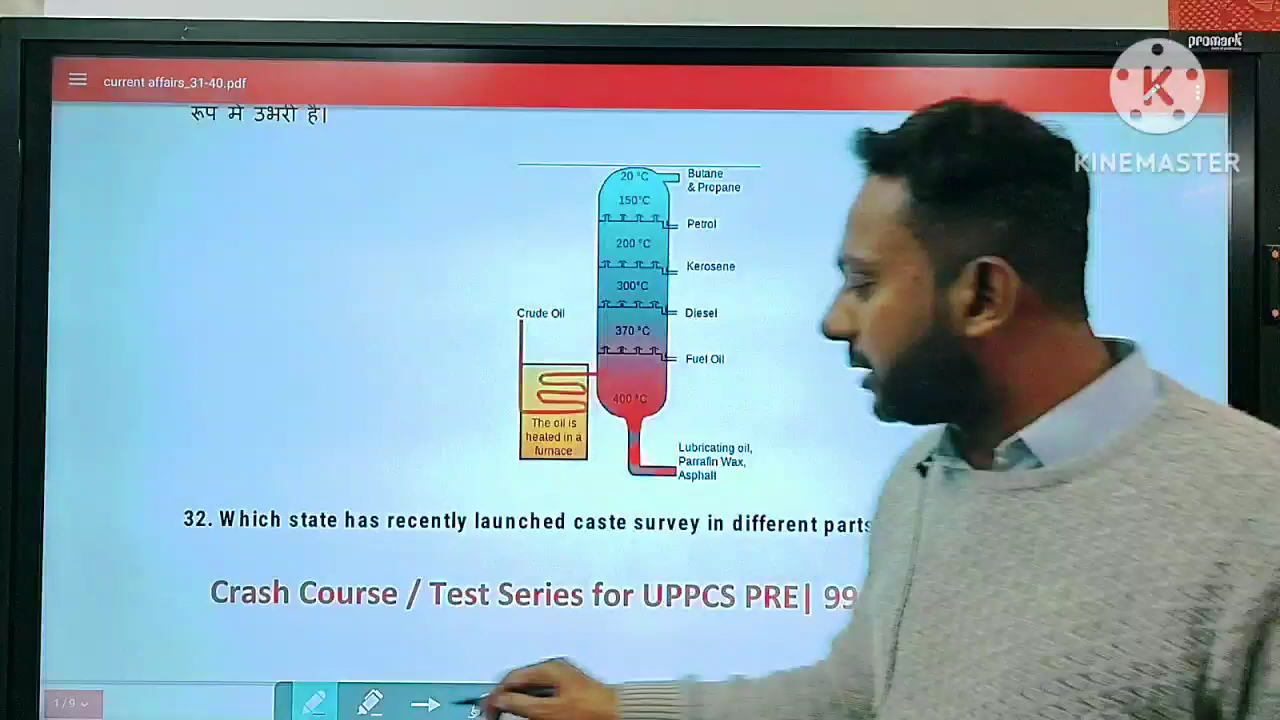 promark
current affairs_31-40.pdf
रूप में उभरी है।
KINEMASTER
20 °C
Butane
& Propane
150°C
Petrol
200 °C
Kerosene
300°C
Crude Oil
Diesel
370 °C
Fuel Oil
400 °C
The oil is
heated in a
furnace
Lubricating oil,
Parrafin Wax,
Asphalt
32. Which state has recently launched caste survey in different parts
Crash Course / Test Series for UPPCS PRE| 99
1/9